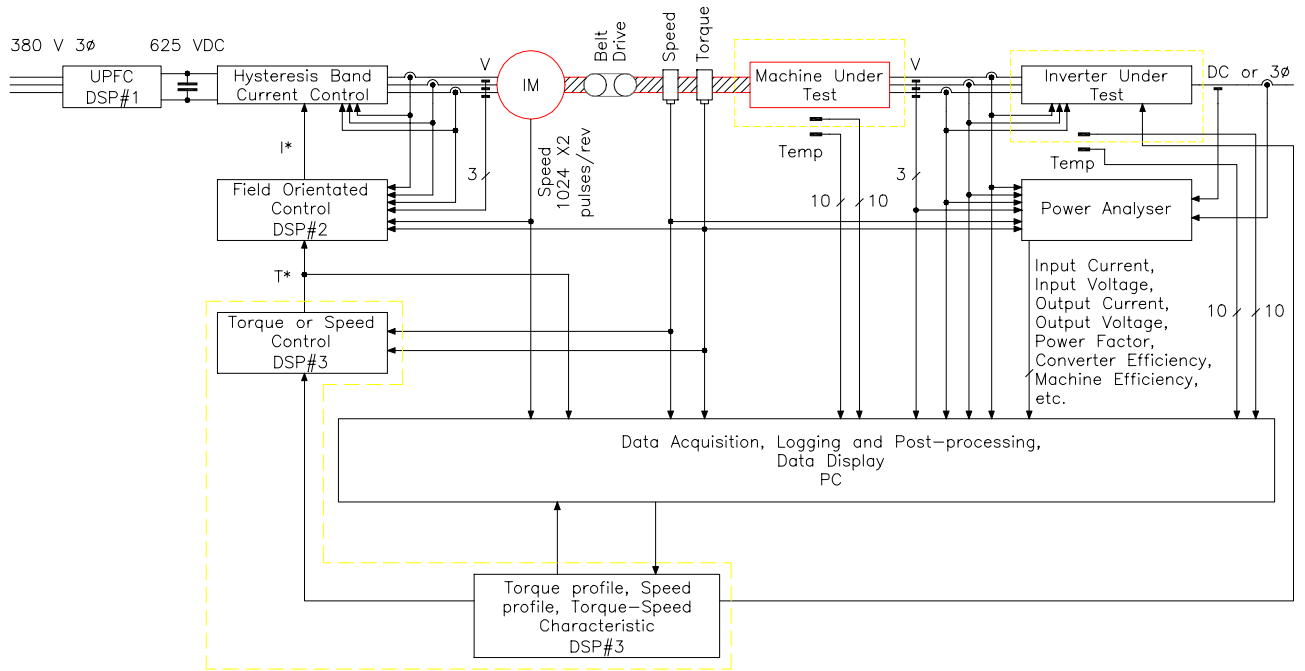 380 V 3ø
625 VDC
UPFC
DSP#1
Hysteresis Band
Current Control
V
IM
Belt
Drive
Speed
Torque
Machine Under
Test
V
Inverter Under
Test
DC or 3ø
I*
3
Speed
1024 X2
pulses/rev
Temp
10
10
3
Temp
Field Orientated
Control
DSP#2
Power Analyser
T*
Input Current,
Input Voltage,
Output Current,
Output Voltage,
Power Factor,
Converter Efficiency,
Machine Efficiency,
etc.
10
10
Torque or Speed
Control
DSP#3
Data Acquisition, Logging and Post-processing,
Data Display
PC
Torque profile, Speed
profile, Torque-Speed
Characteristic
DSP#3